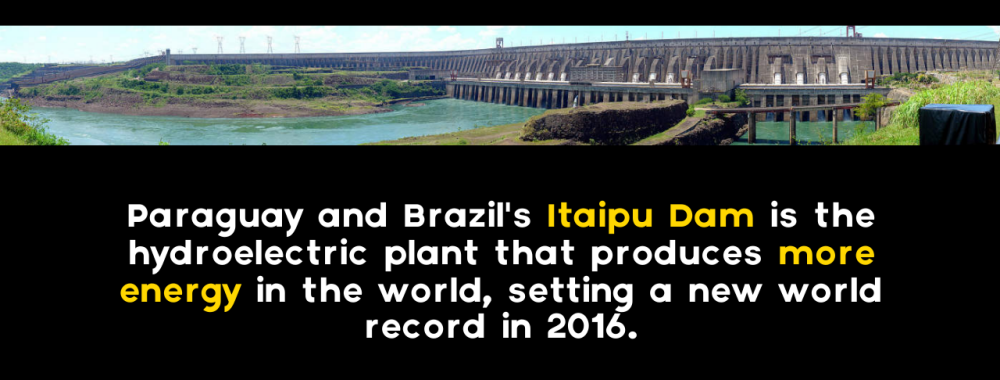 Paraguay and Brazil's Itaipu Dam is the
hydroelectric plant that produces more
energy in the world, setting a new world
record in 2016.